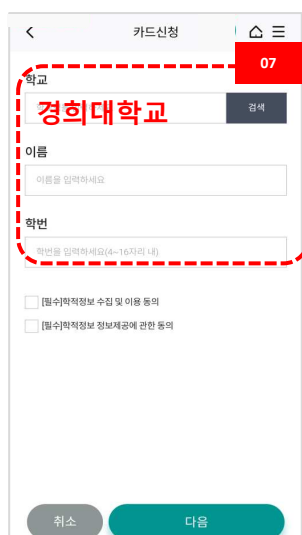 카드신청
07
학교
경희대학교
검색
이름
이름을 입력하세요
학번
학번을 입력하세요(4~16자리 내)
[필수]학적정보 수집 및 이용 동의
[필수]학적정보 정보제공에 관한 동의
취소
다음